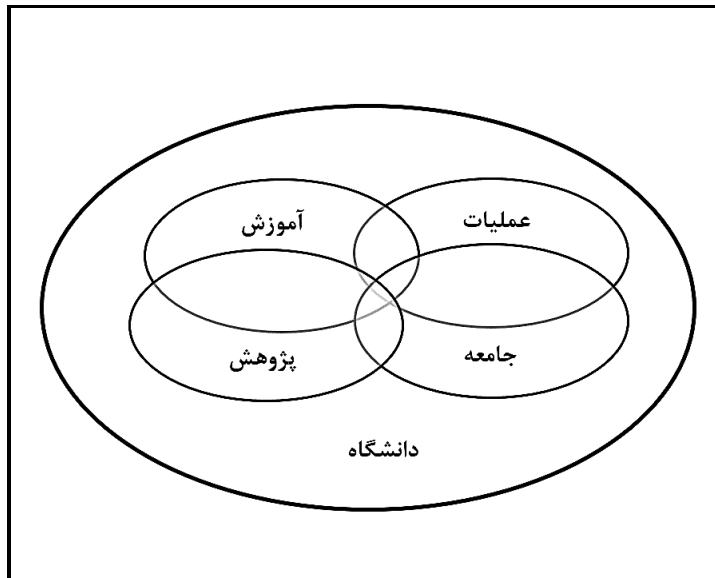 آموزش
عملیات
پژوهش
جامعه
دانشگاه